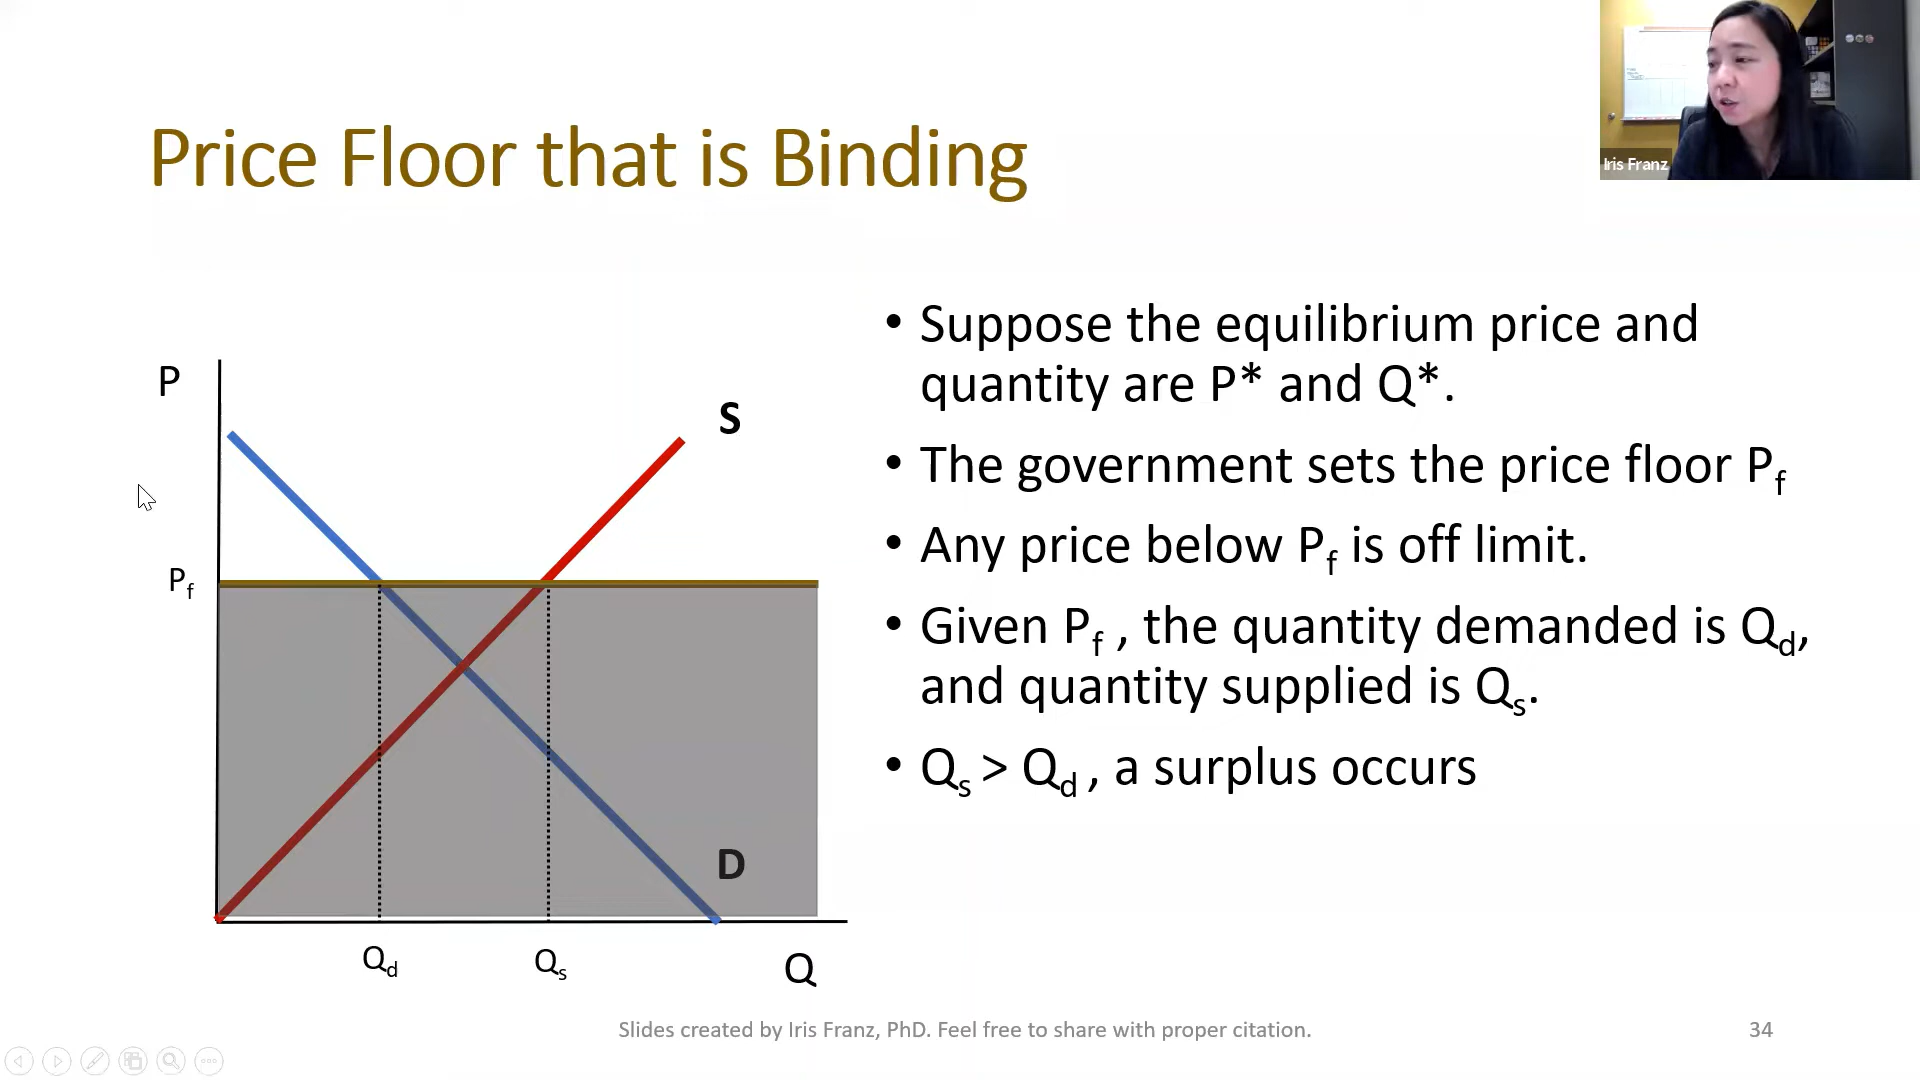 Iris Franz
Price Floor that is Binding
• Suppose the equilibrium price and
quantity are P* and Q*.
• The government sets the price floor Pf
• Any price below Pf is off limit.
• Given Pf , the quantity demanded is Qd,
and quantity supplied is Qs.
• Qs > Qd , a surplus occurs
P
S
Pf
D
Qd
Qs
Q
Slides created by Iris Franz, PhD. Feel free to share with proper citation.
34